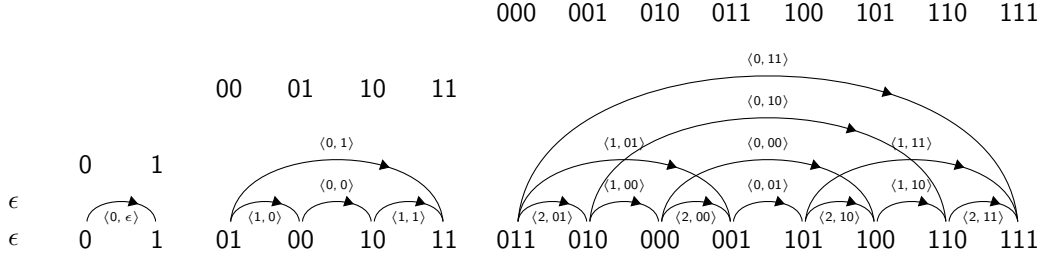 000 001 010 011 100 101 110 111
⟨0, 11⟩
00 01 10 11
⟨0, 10⟩
⟨0, 1⟩ ⟨1, 01⟩ ⟨0, 00⟩ ⟨1, 11⟩
0 1
⟨0, 0⟩ ⟨1, 00⟩ ⟨0, 01⟩ ⟨1, 10⟩
ϵ
⟨0, ϵ⟩ ⟨1, 0⟩ ⟨1, 1⟩ ⟨2, 01⟩ ⟨2, 00⟩ ⟨2, 10⟩ ⟨2, 11⟩
ϵ 0 1 01 00 10 11 011 010 000 001 101 100 110 111